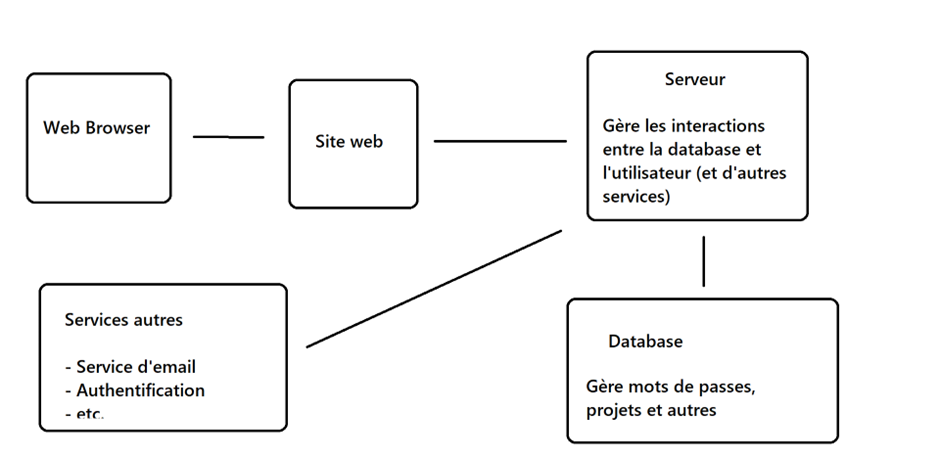 Web Browser
Site web
Serveur
Gère les interactions
entre la database et
l'utilisateur (et d'autres
services)
Services autres
- Service d'email
- Authentification
- etc.
Database
Gère mots de passes,
projets et autres